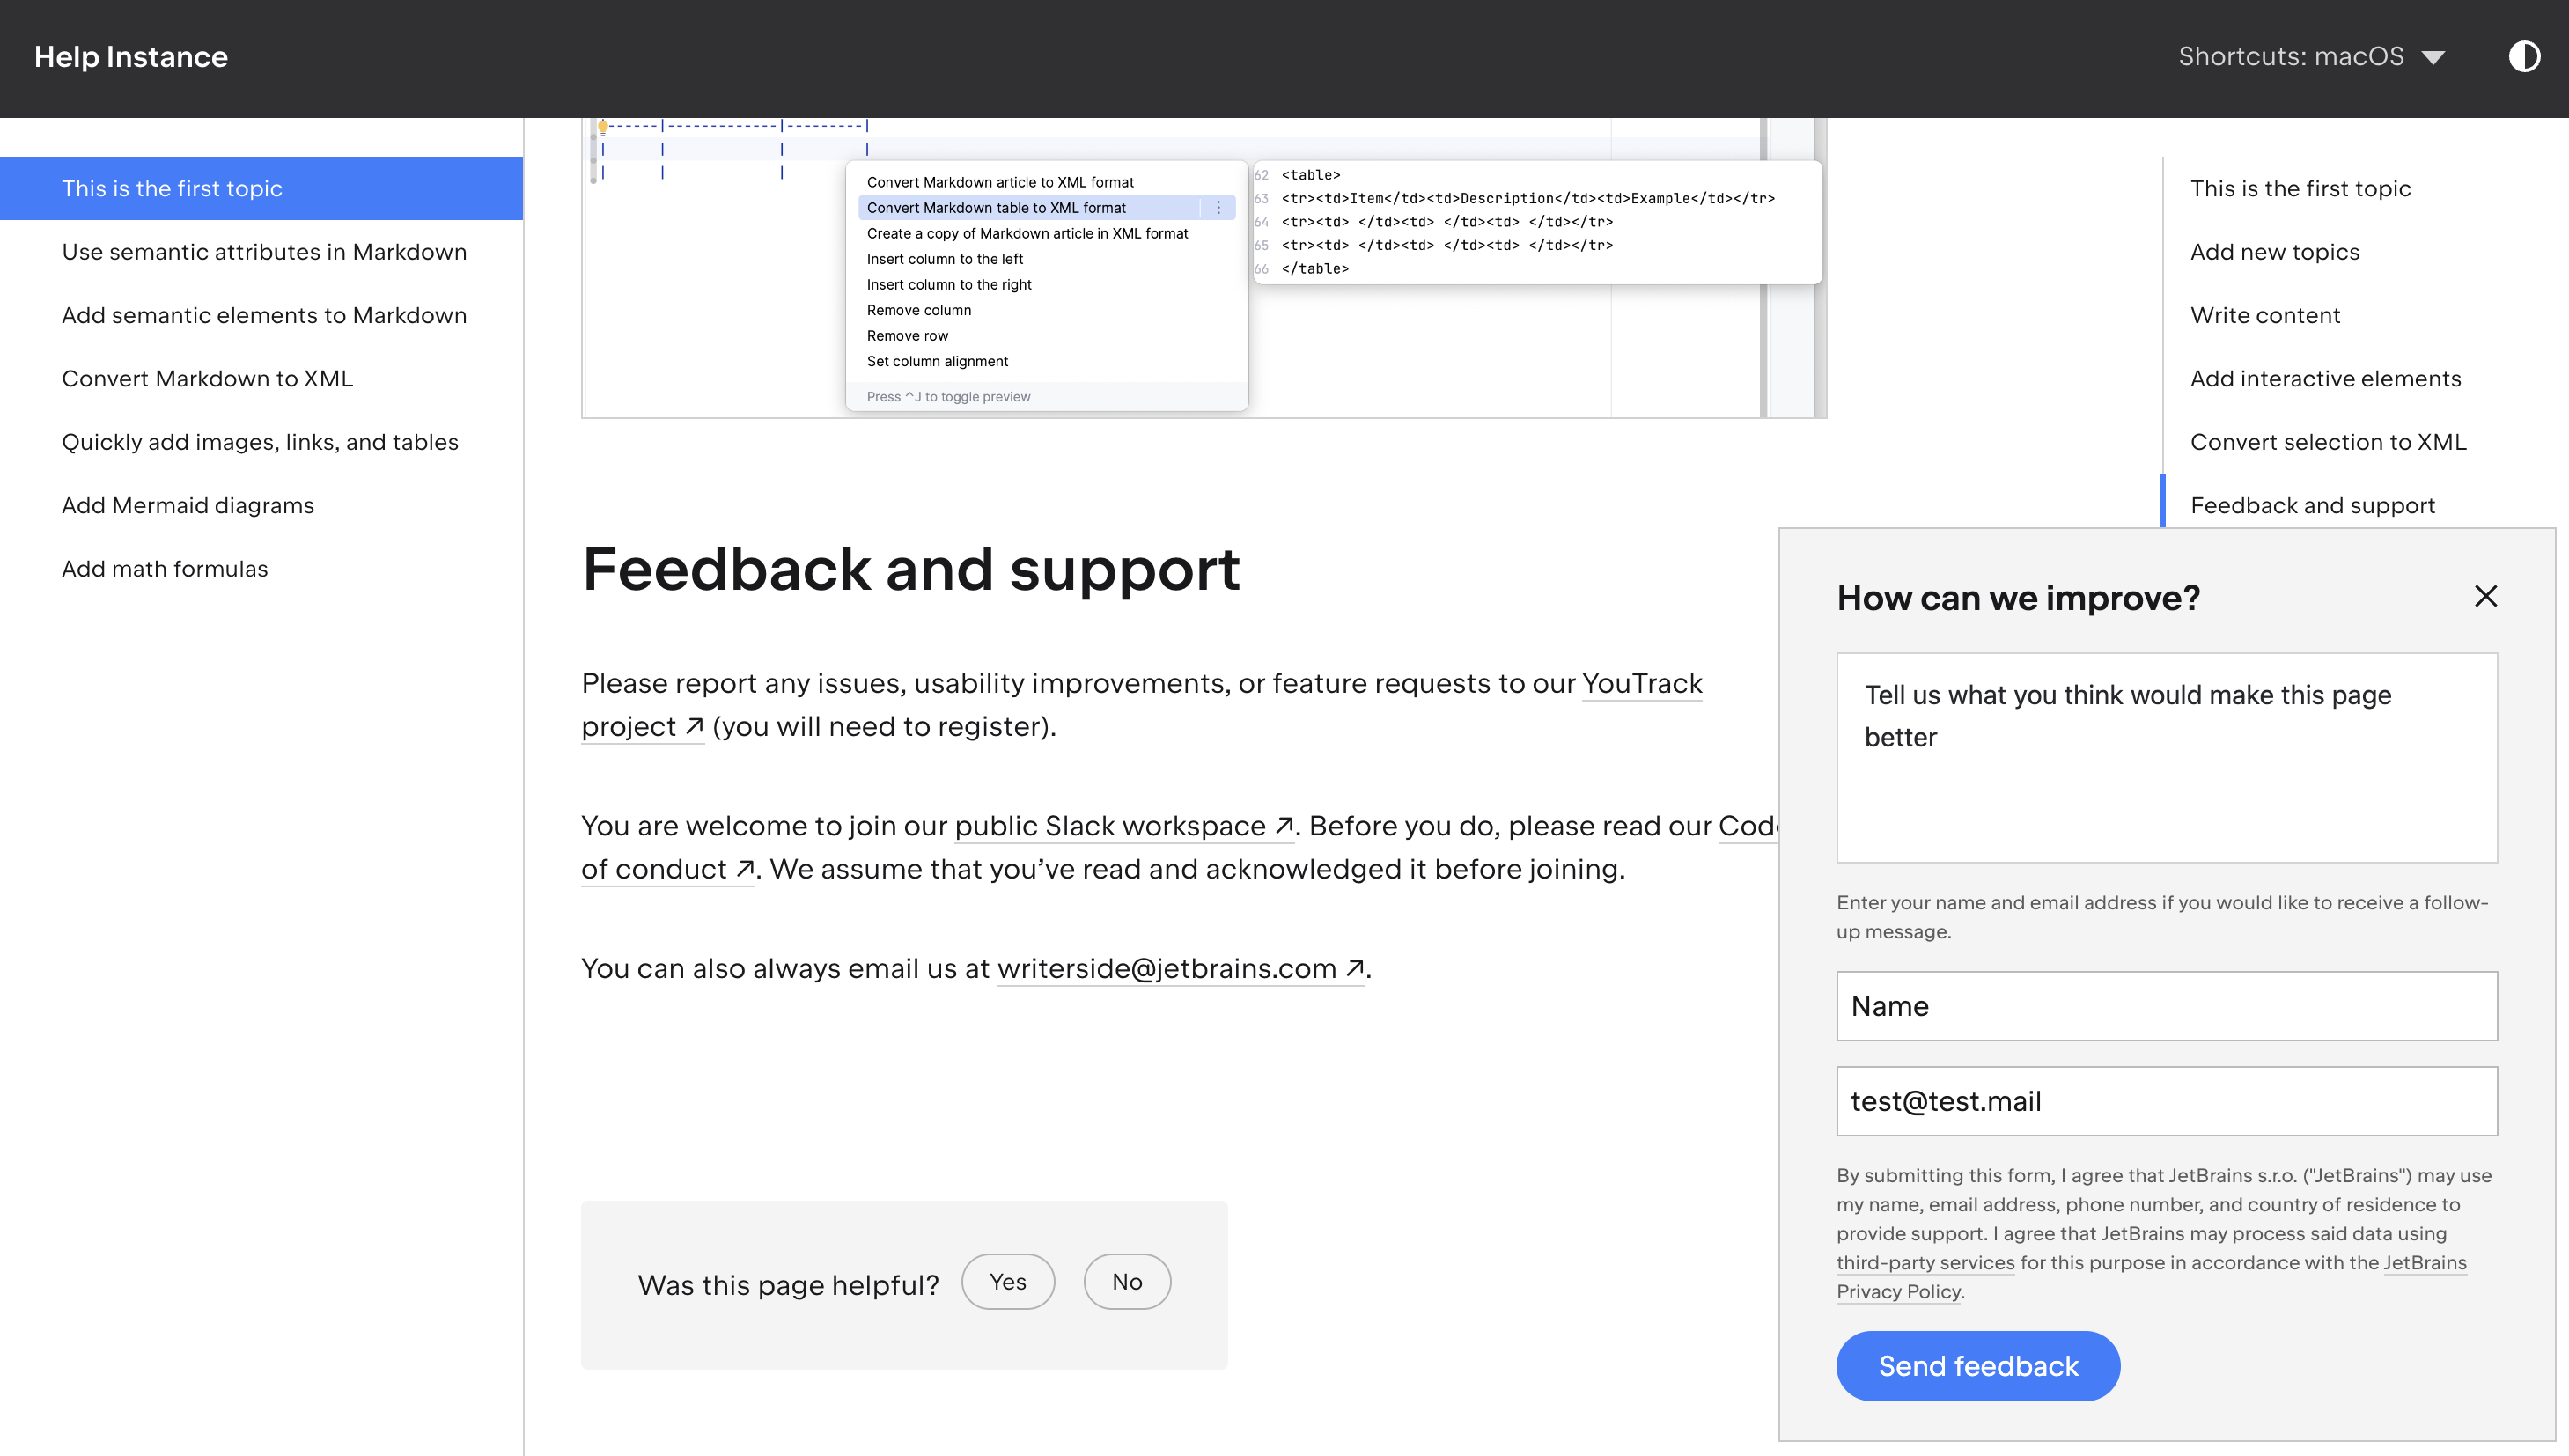 Help Instance
Shortcuts: macOS
This is the first topic
Use semantic attributes in Markdown
Add semantic elements to Markdown
Convert Markdown to XML
Quickly add images, links, and tables
Add Mermaid diagrams
Add math formulas
Convert Markdown article to XML format
Convert Markdown table to XML format
Create a copy of Markdown article in XML format
Insert column to the left
Insert column to the right
Remove column
Remove row
Set column alignment
Press ^J to toggle preview
62 <table>
63 <tr><td>Item</td><td>Description</td><td>Example</td></tr>
64 <tr><td> </td><td> </td><td> </td></tr>
65 <tr><td> </td><td> </td><td> </td></tr>
66 </table>
Feedback and support
Please report any issues, usability improvements, or feature requests to our YouTrack
project ↗ (you will need to register).
You are welcome to join our public Slack workspace ↗. Before you do, please read our Code
of conduct ↗. We assume that you’ve read and acknowledged it before joining.
You can also always email us at writerside@jetbrains.com ↗.
Was this page helpful? Yes No
This is the first topic
Add new topics
Write content
Add interactive elements
Convert selection to XML
Feedback and support
How can we improve?
Tell us what you think would make this page
better
Enter your name and email address if you would like to receive a follow-
up message.
Name
test@test.mail
By submitting this form, I agree that JetBrains s.r.o. ("JetBrains") may use
my name, email address, phone number, and country of residence to
provide support. I agree that JetBrains may process said data using
third-party services for this purpose in accordance with the JetBrains
Privacy Policy.
Send feedback